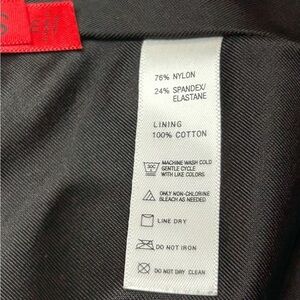 S
76% NYLON
24% SPANDEX/
ELASTANE
LINING
100% COTTON
30C
MACHINE WASH COLD
GENTLE CYCLE
WITH LIKE COLORS
ONLY NON-CHLORINE
BLEACH AS NEEDED
LINE DRY
DO NOT IRON
DO NOT DRY CLEAN